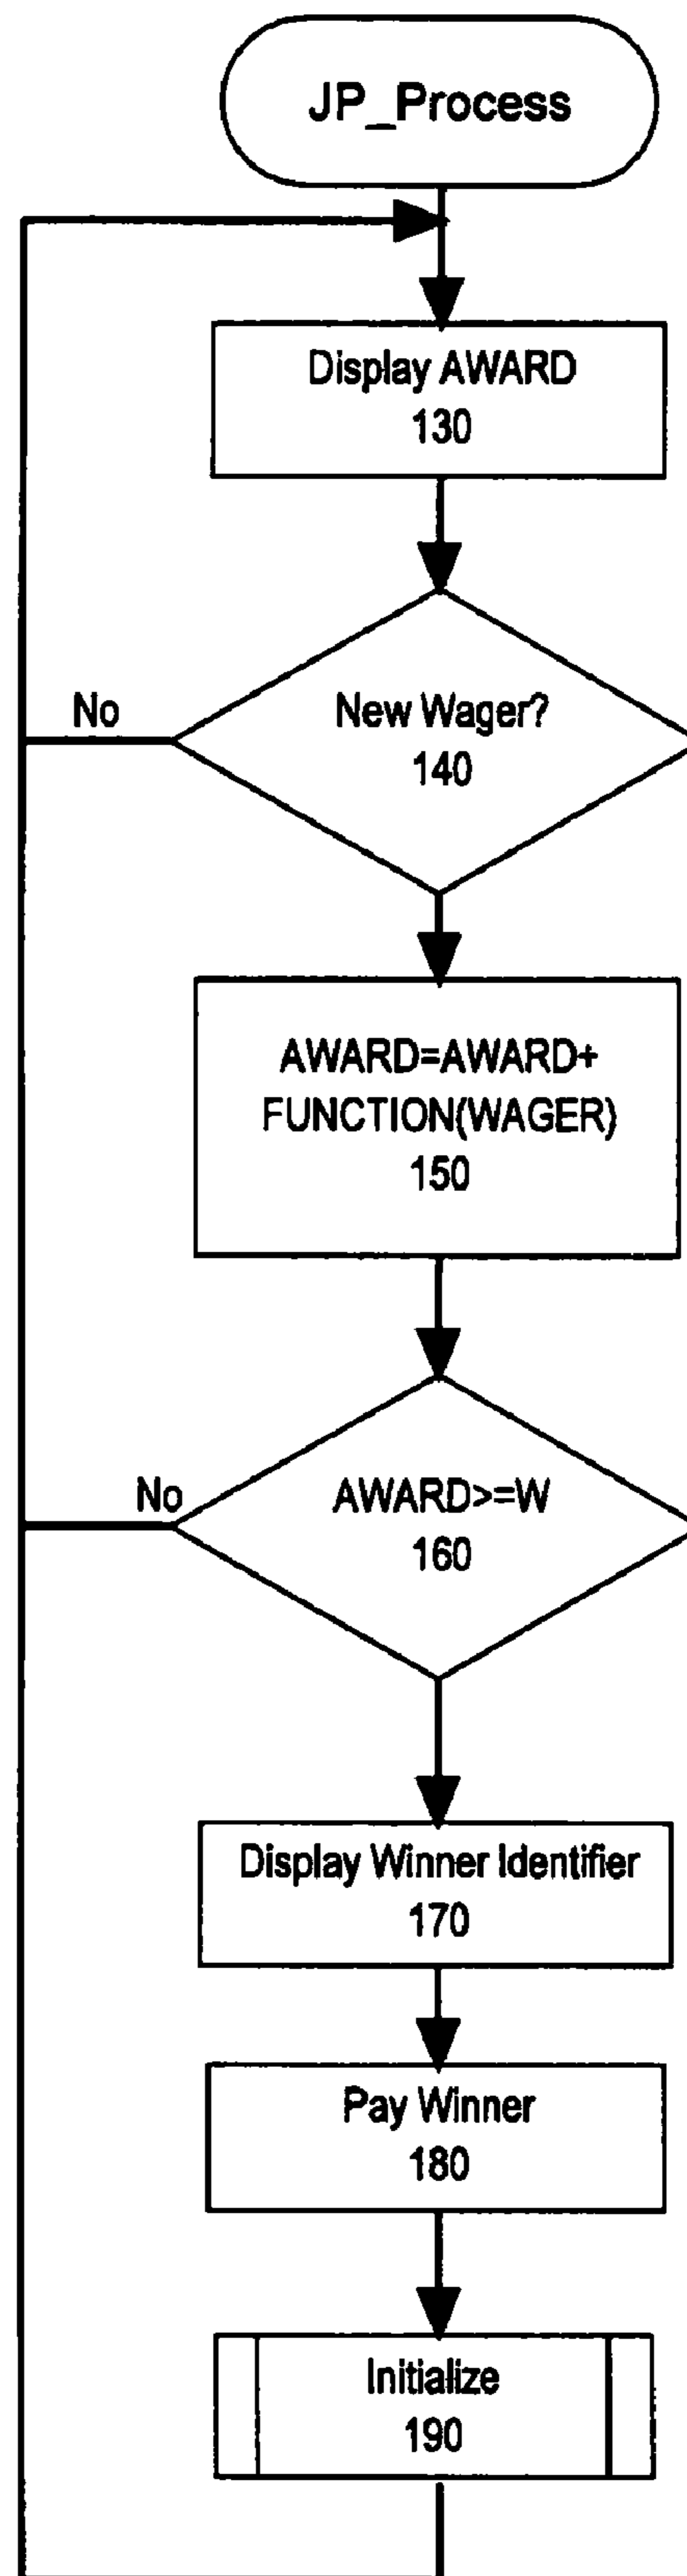 JP_Process
Display AWARD
130
No
New Wager?
140
AWARD=AWARD+
FUNCTION(WAGER)
150
No
AWARD>=W
160
Display Winner Identifier
170
Pay Winner
180
Initialize
190